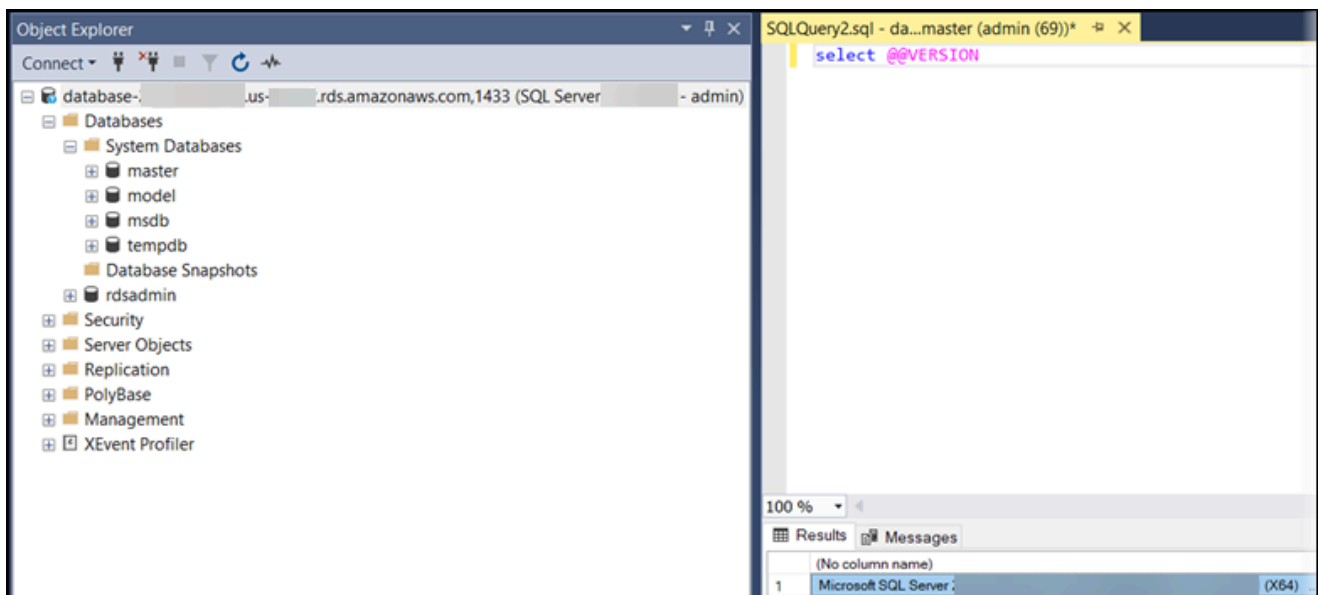 Object Explorer
Connect
database-
.us-
.rds.amazonaws.com,1433 (SQL Server
- admin)
Databases
System Databases
master
model
msdb
tempdb
Database Snapshots
rdsadmin
Security
Server Objects
Replication
PolyBase
Management
XEvent Profiler
SQLQuery2.sql - da...master (admin (69))*
select @@VERSION
100 %
Results Messages
(No column name)
1 Microsoft SQL Server (X64)